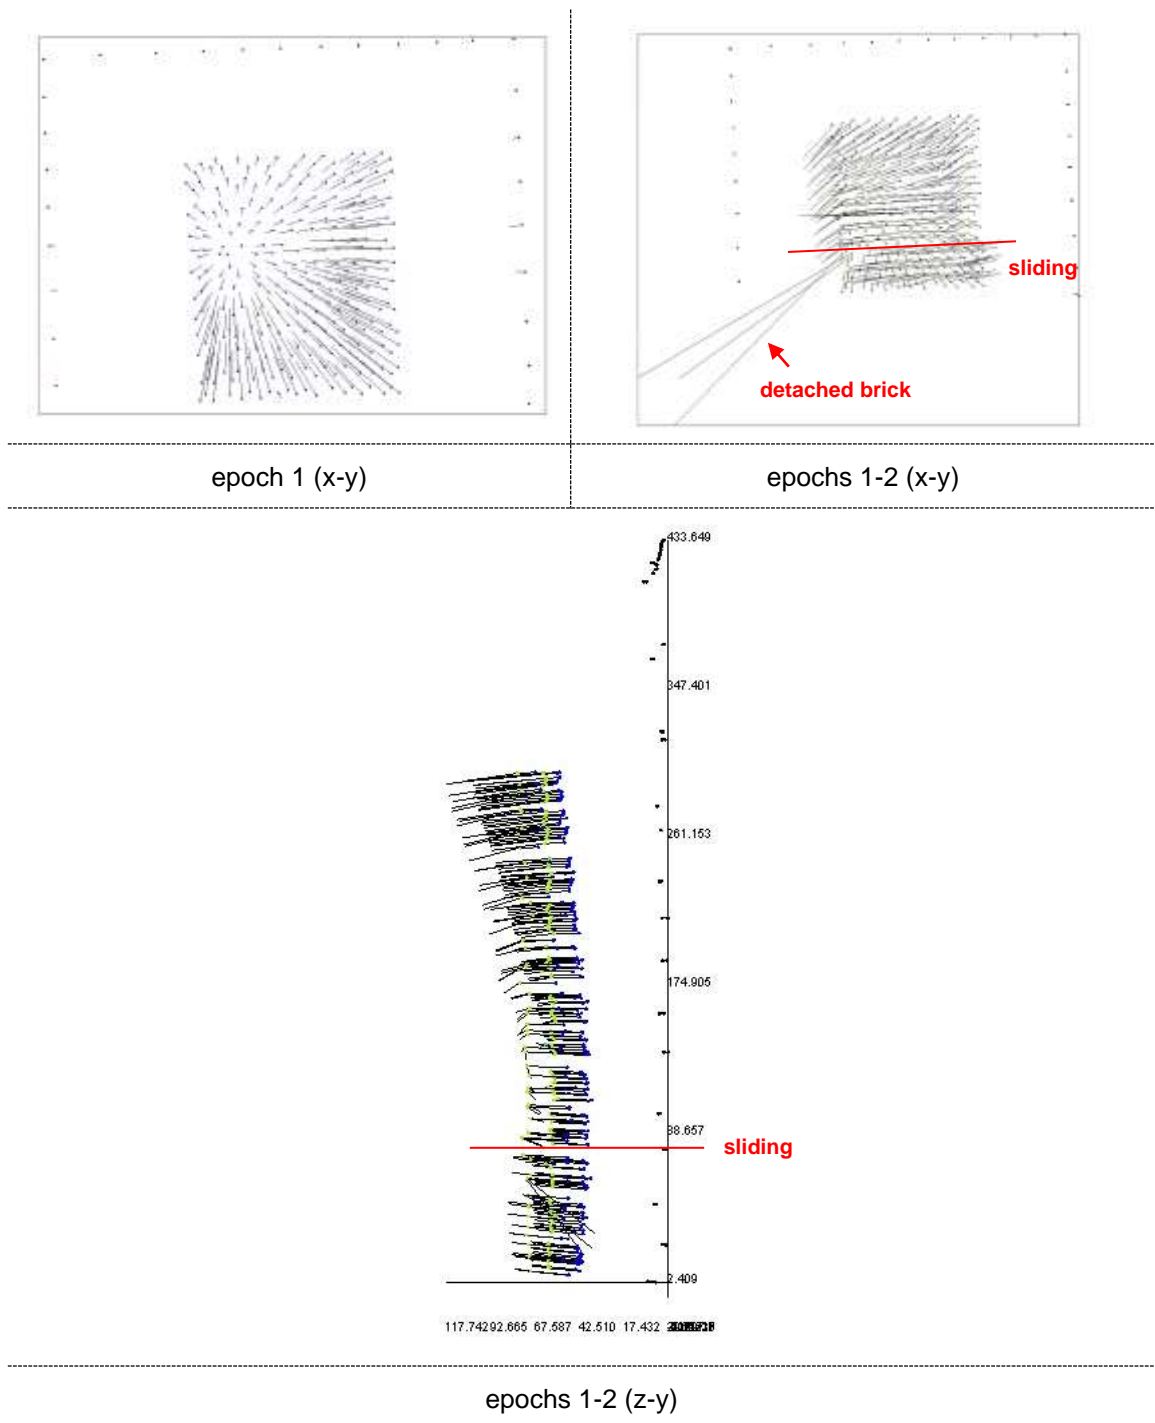 sliding
detached brick
epoch 1 (x-y)
epochs 1-2 (x-y)
433.649
347.401
261.153
174.905
88.657
sliding
2.409
117.742 92.665 67.587 42.510 17.432
epochs 1-2 (z-y)